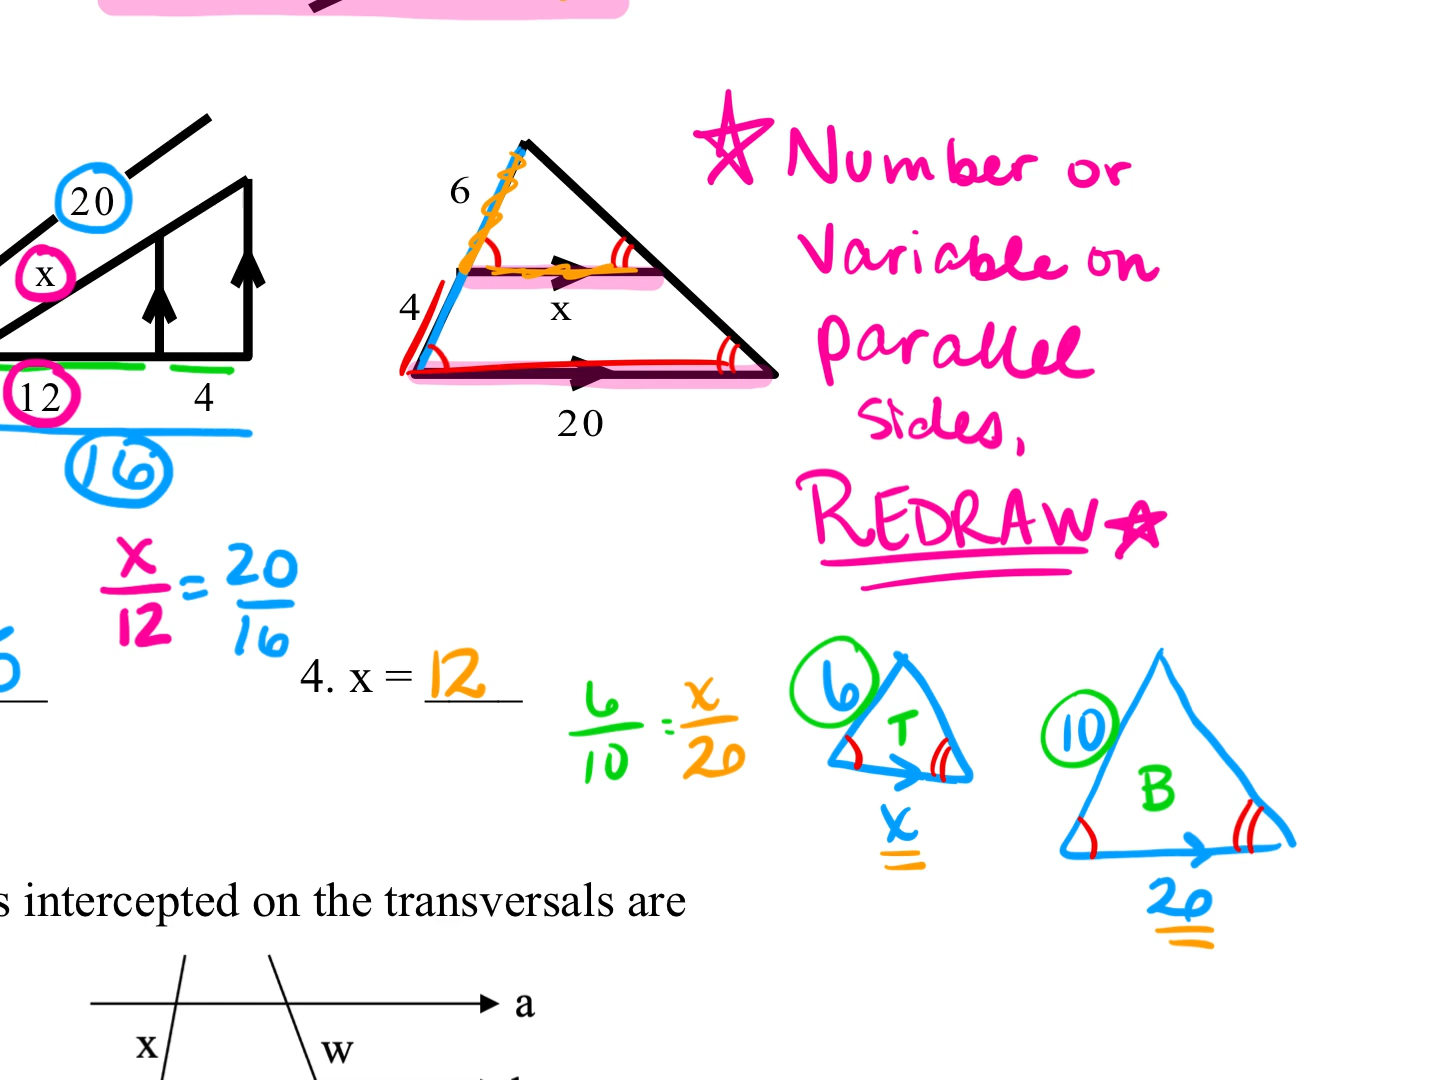 20
x
12
4
16
x/12 = 20/16
6
4
x
20
☆ Number or
Variable on
parallel
sides,
REDRAW ☆
4. x = 12
6/10 = x/20
6
T
x
10
B
20
s intercepted on the transversals are
a
x
w